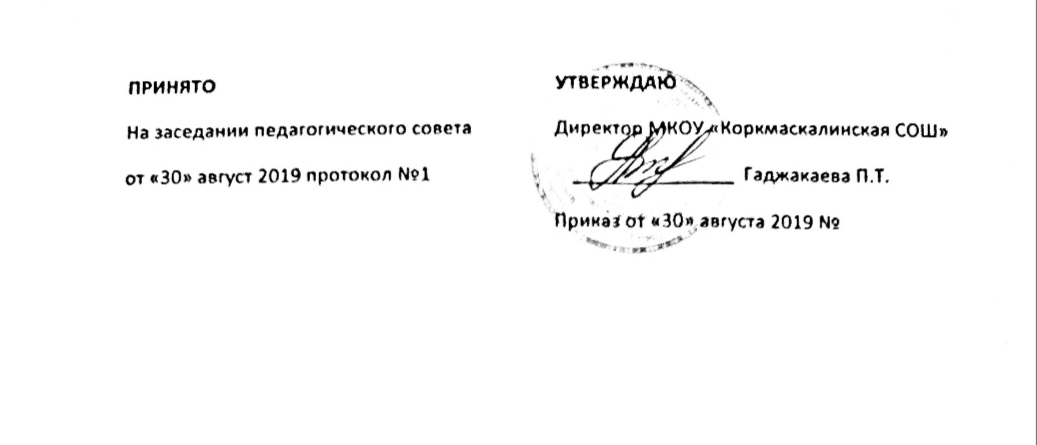 ПРИНЯТО
На заседании педагогического совета
от «30» август 2019 протокол №1
УТВЕРЖДАЮ
Директор МКОУ «Коркмаскалинская СОШ»
Гаджакаева П.Т.
Приказ от «30» августа 2019 №